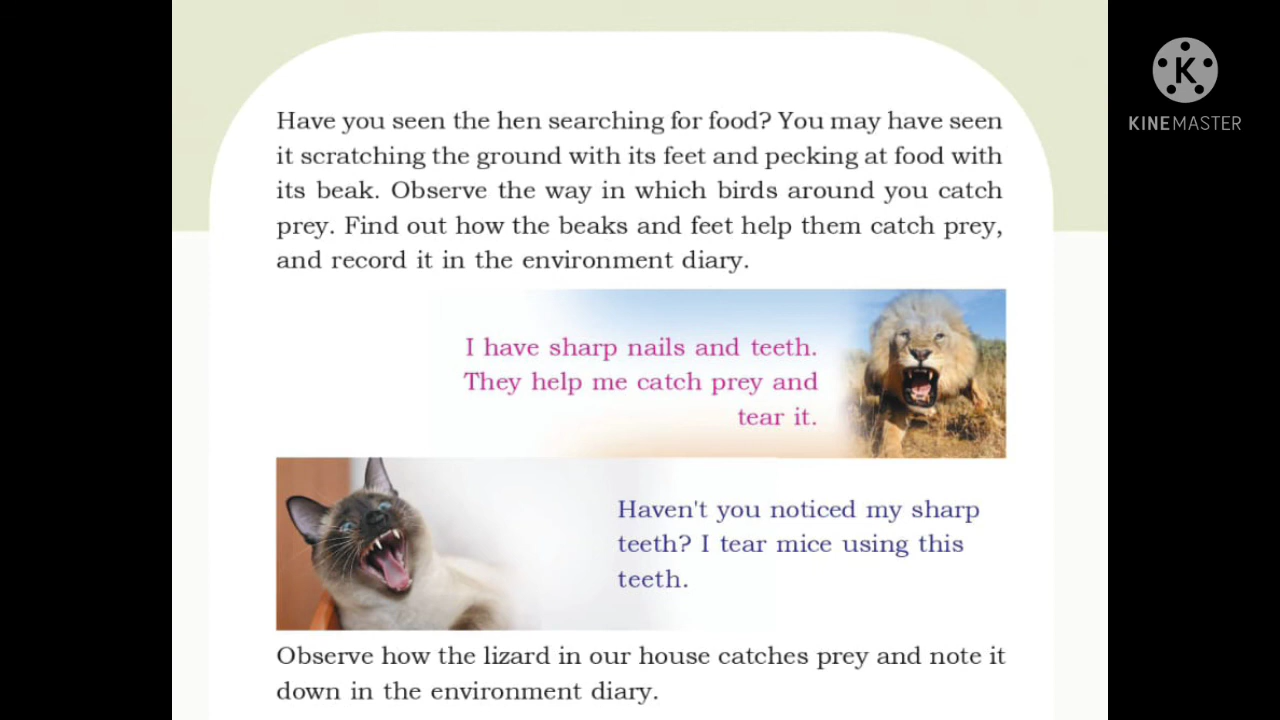 Have you seen the hen searching for food? You may have seen
it scratching the ground with its feet and pecking at food with
its beak. Observe the way in which birds around you catch
prey. Find out how the beaks and feet help them catch prey,
and record it in the environment diary.
I have sharp nails and teeth.
They help me catch prey and
tear it.
Haven't you noticed my sharp
teeth? I tear mice using this
teeth.
Observe how the lizard in our house catches prey and note it
down in the environment diary.
K
KINEMASTER